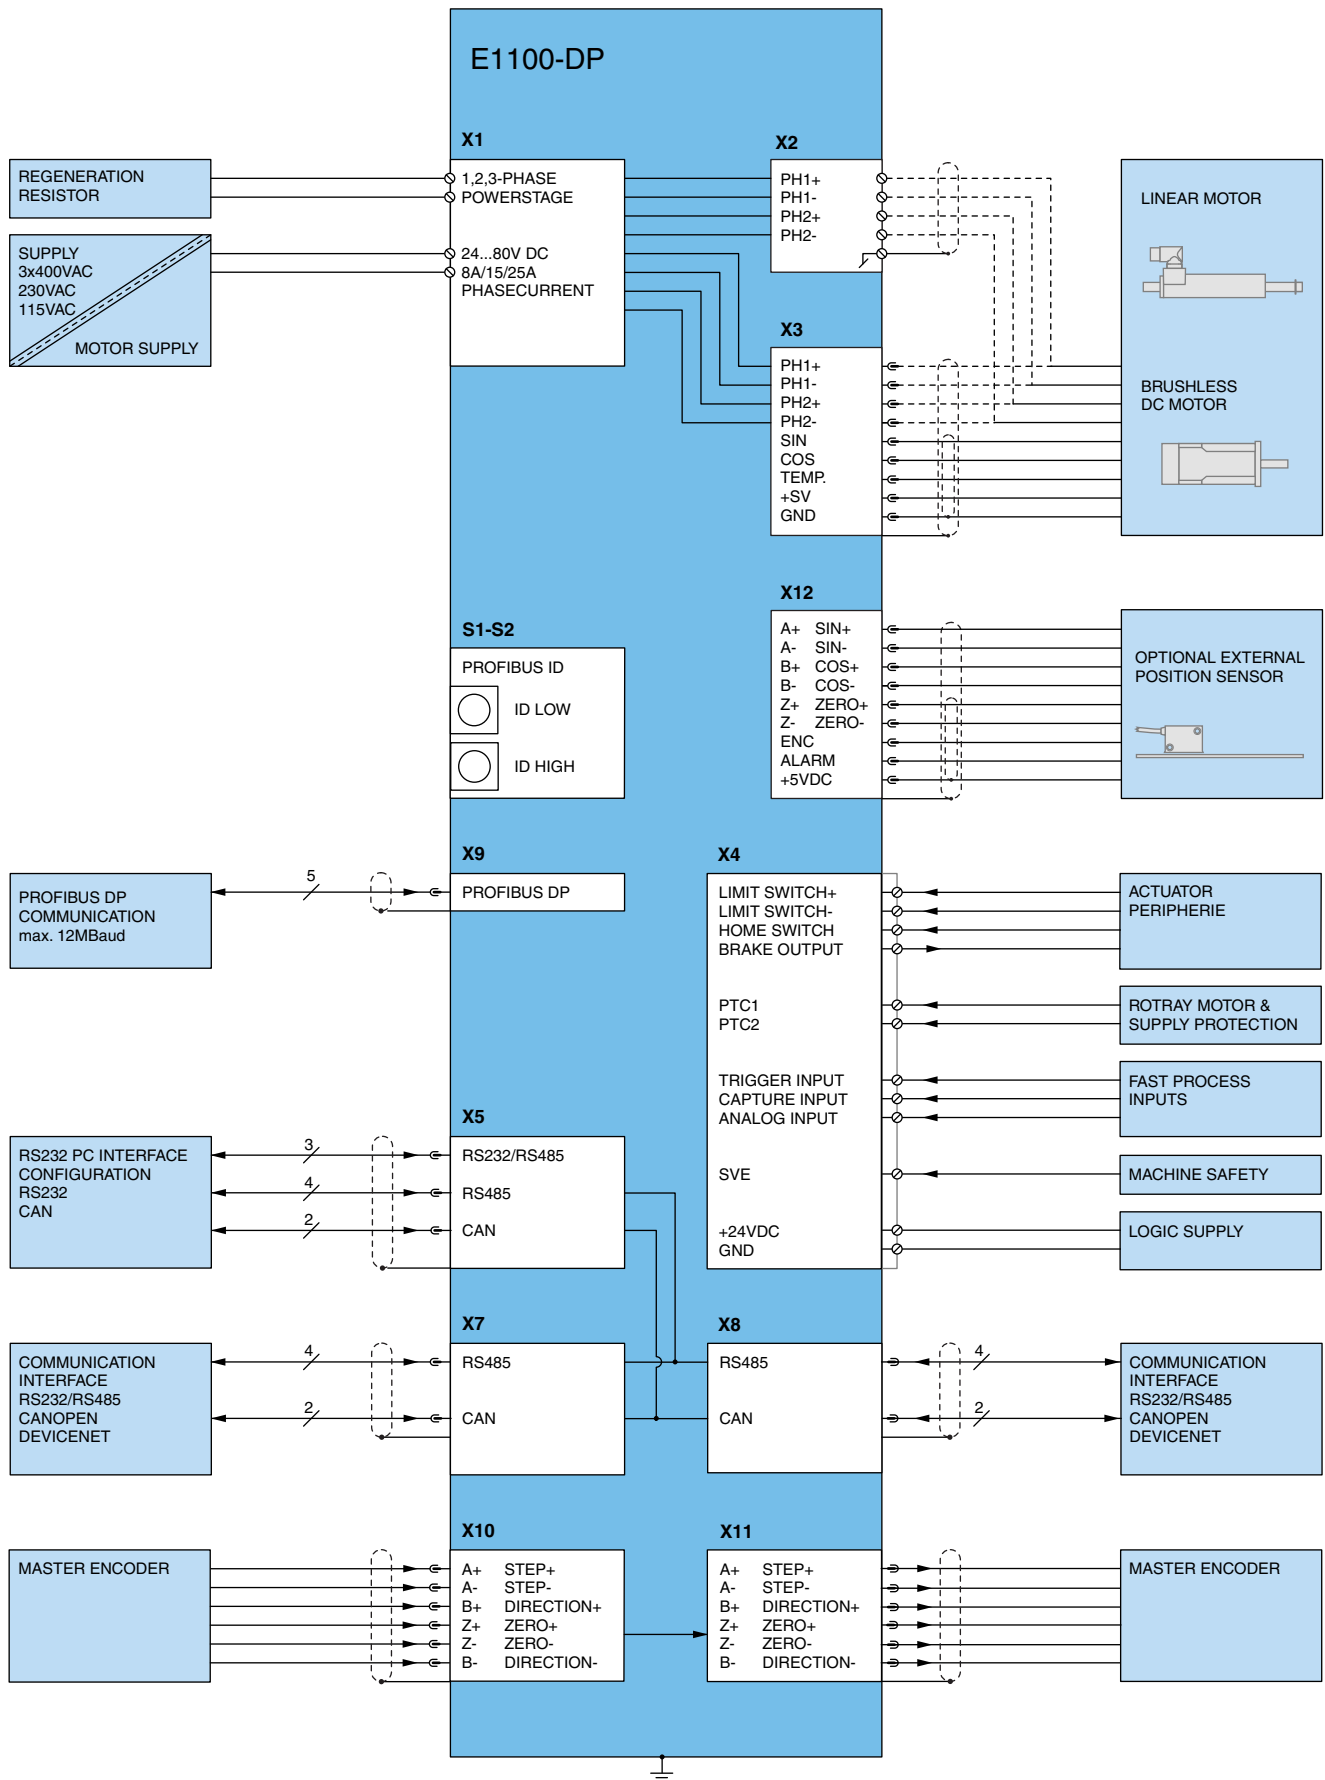 E1100-DP
X1
1,2,3-PHASE
POWERSTAGE
24...80V DC
8A/15/25A
PHASECURRENT
REGENERATION
RESISTOR
SUPPLY
3x400VAC
230VAC
115VAC
MOTOR SUPPLY
X2
PH1+
PH1-
PH2+
PH2-
LINEAR MOTOR
BRUSHLESS
DC MOTOR
X3
PH1+
PH1-
PH2+
PH2-
SIN
COS
TEMP.
+SV
GND
S1-S2
PROFIBUS ID
ID LOW
ID HIGH
X12
A+ SIN+
A- SIN-
B+ COS+
B- COS-
Z+ ZERO+
Z- ZERO-
ENC
ALARM
+5VDC
OPTIONAL EXTERNAL
POSITION SENSOR
X9
PROFIBUS DP
5
PROFIBUS DP
COMMUNICATION
max. 12MBaud
X4
LIMIT SWITCH+
LIMIT SWITCH-
HOME SWITCH
BRAKE OUTPUT
PTC1
PTC2
TRIGGER INPUT
CAPTURE INPUT
ANALOG INPUT
SVE
+24VDC
GND
ACTUATOR
PERIPHERIE
ROTRAY MOTOR &
SUPPLY PROTECTION
FAST PROCESS
INPUTS
MACHINE SAFETY
LOGIC SUPPLY
X5
RS232/RS485
RS485
CAN
3
4
2
RS232 PC INTERFACE
CONFIGURATION
RS232
CAN
X7
RS485
CAN
4
2
COMMUNICATION
INTERFACE
RS232/RS485
CANOPEN
DEVICENET
X8
RS485
CAN
4
2
COMMUNICATION
INTERFACE
RS232/RS485
CANOPEN
DEVICENET
X10
A+ STEP+
A- STEP-
B+ DIRECTION+
Z+ ZERO+
Z- ZERO-
B- DIRECTION-
MASTER ENCODER
X11
A+ STEP+
A- STEP-
B+ DIRECTION+
Z+ ZERO+
Z- ZERO-
B- DIRECTION-
MASTER ENCODER